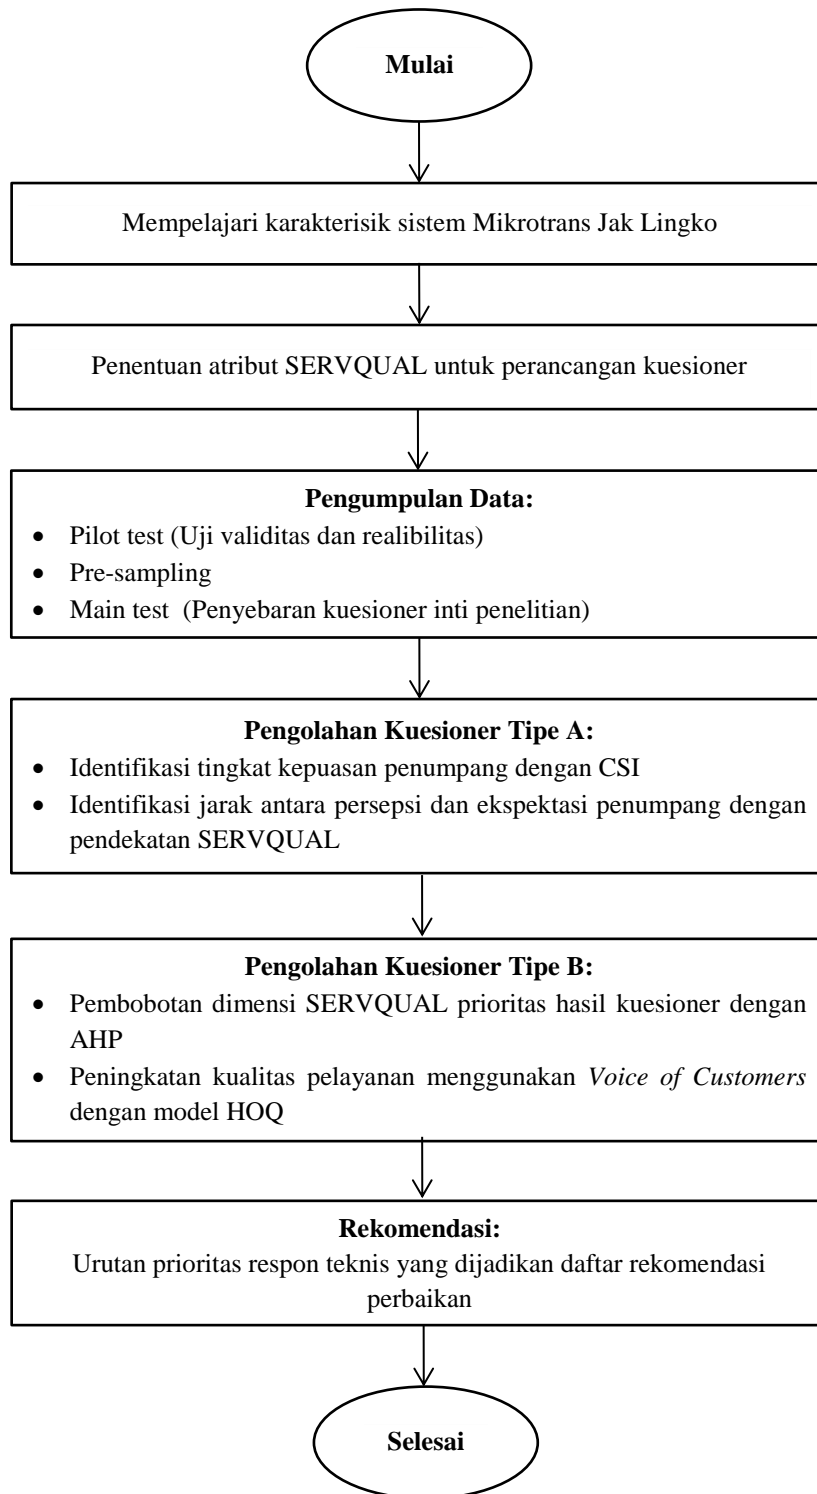 Mulai
Mempelajari karakterisik sistem Mikrotrans Jak Lingko
Penentuan atribut SERVQUAL untuk perancangan kuesioner
Pengumpulan Data:
• Pilot test (Uji validitas dan realibilitas)
• Pre-sampling
• Main test (Penyebaran kuesioner inti penelitian)
Pengolahan Kuesioner Tipe A:
• Identifikasi tingkat kepuasan penumpang dengan CSI
• Identifikasi jarak antara persepsi dan ekspektasi penumpang dengan
pendekatan SERVQUAL
Pengolahan Kuesioner Tipe B:
• Pembobotan dimensi SERVQUAL prioritas hasil kuesioner dengan
AHP
• Peningkatan kualitas pelayanan menggunakan Voice of Customers
dengan model HOQ
Rekomendasi:
Urutan prioritas respon teknis yang dijadikan daftar rekomendasi
perbaikan
Selesai